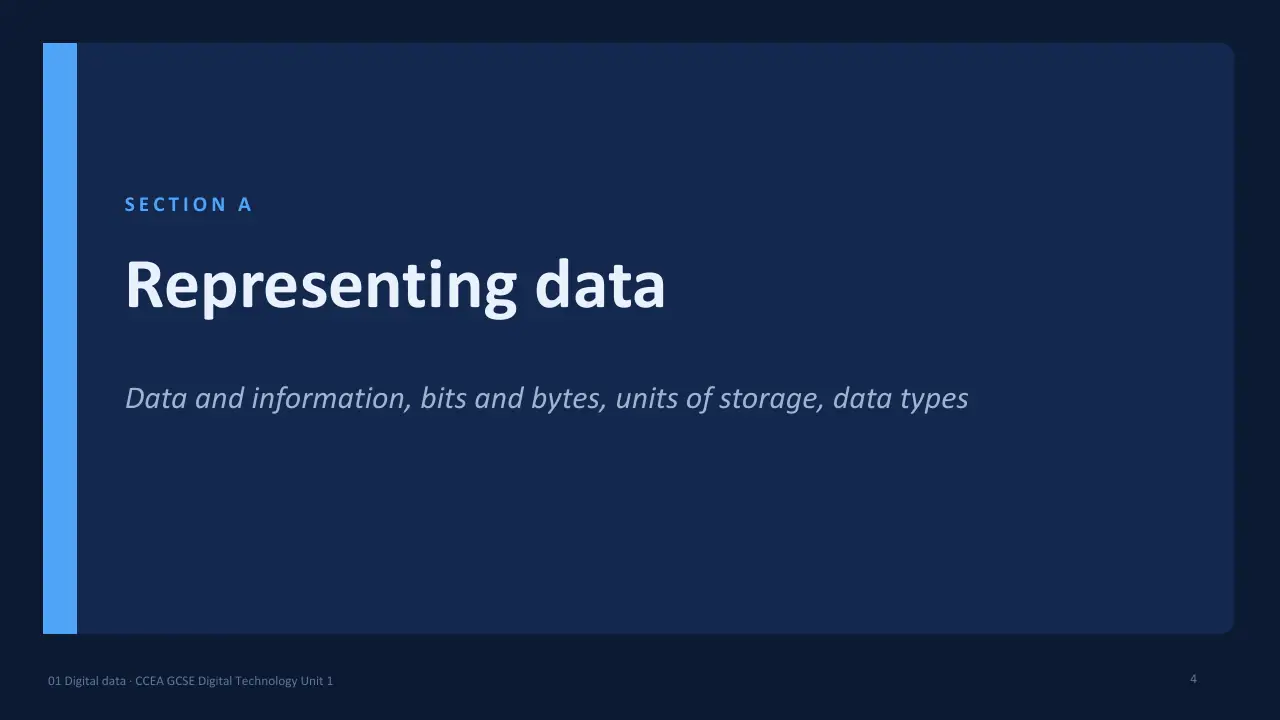 SECTION A
Representing data
Data and information, bits and bytes, units of storage, data types
01 Digital data · CCEA GCSE Digital Technology Unit 1
4